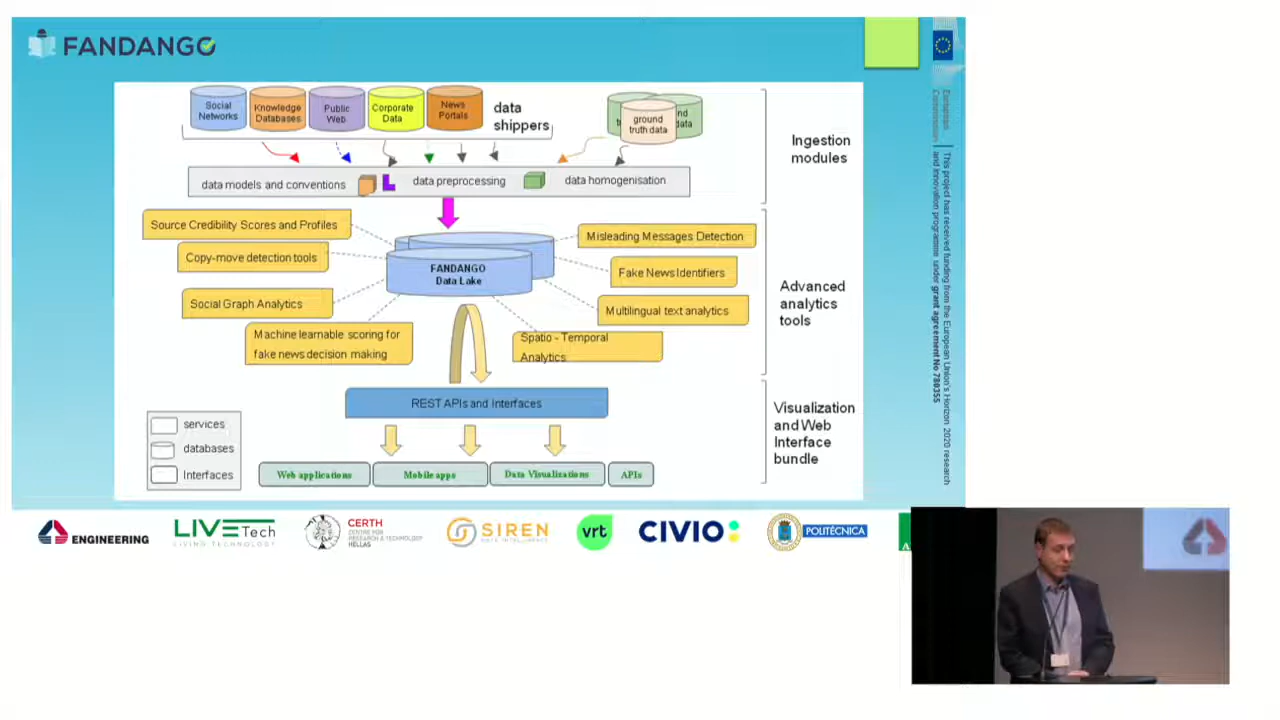 FANDANGO
Social
Networks
Knowledge
Databases
Public
Web
Corporate
Data
News
Portals
data
shippers
ground
truth data
nd
data
Ingestion
modules
data models and conventions
data preprocessing
data homogenisation
Source Credibility Scores and Profiles
Misleading Messages Detection
Copy-move detection tools
FANDANGO
Data Lake
Fake News Identifiers
Social Graph Analytics
Multilingual text analytics
Machine learnable scoring for
fake news decision making
Spatio - Temporal
Analytics
Advanced
analytics
tools
REST APIs and Interfaces
Visualization
and Web
Interface
bundle
services
databases
Interfaces
Web applications
Mobile apps
Data Visualizations
APIs
European
Commission
This project has received funding from the European Union's Horizon 2020 research
and innovation programme under grant agreement No 780355
ENGINEERING
LIVETech
LIVING TECHNOLOGY
CERTH
CENTRE FOR
RESEARCH & TECHNOLOGY
HELLAS
SIREN
vrt
CIVIO
POLITÉCNICA